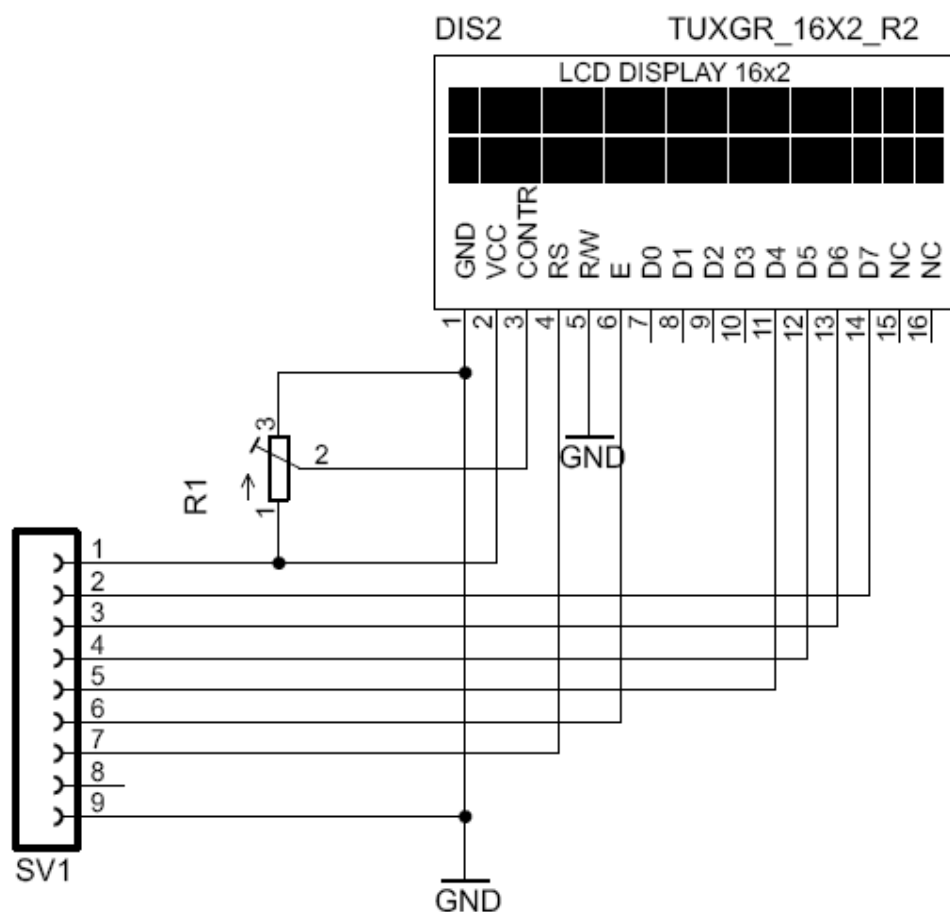 DIS2 TUXGR_16X2_R2
LCD DISPLAY 16x2
GND VCC CONTR RS R/W E D0 D1 D2 D3 D4 D5 D6 D7 NC NC
1 2 3 4 5 6 7 8 9 10 11 12 13 14 15 16
3
2
GND
R1
1
1
2
3
4
5
6
7
8
9
SV1
GND